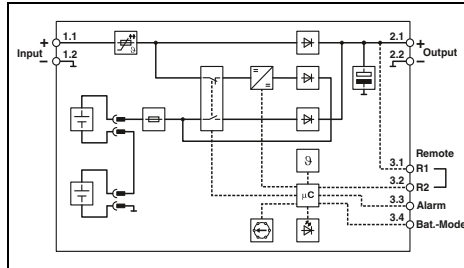 + 1.1
Input
− 1.2
ϑ
2.1 +
Output
2.2 −
ϑ
µC
Remote
3.1 R1
3.2 R2
3.3 Alarm
3.4 Bat.-Mode